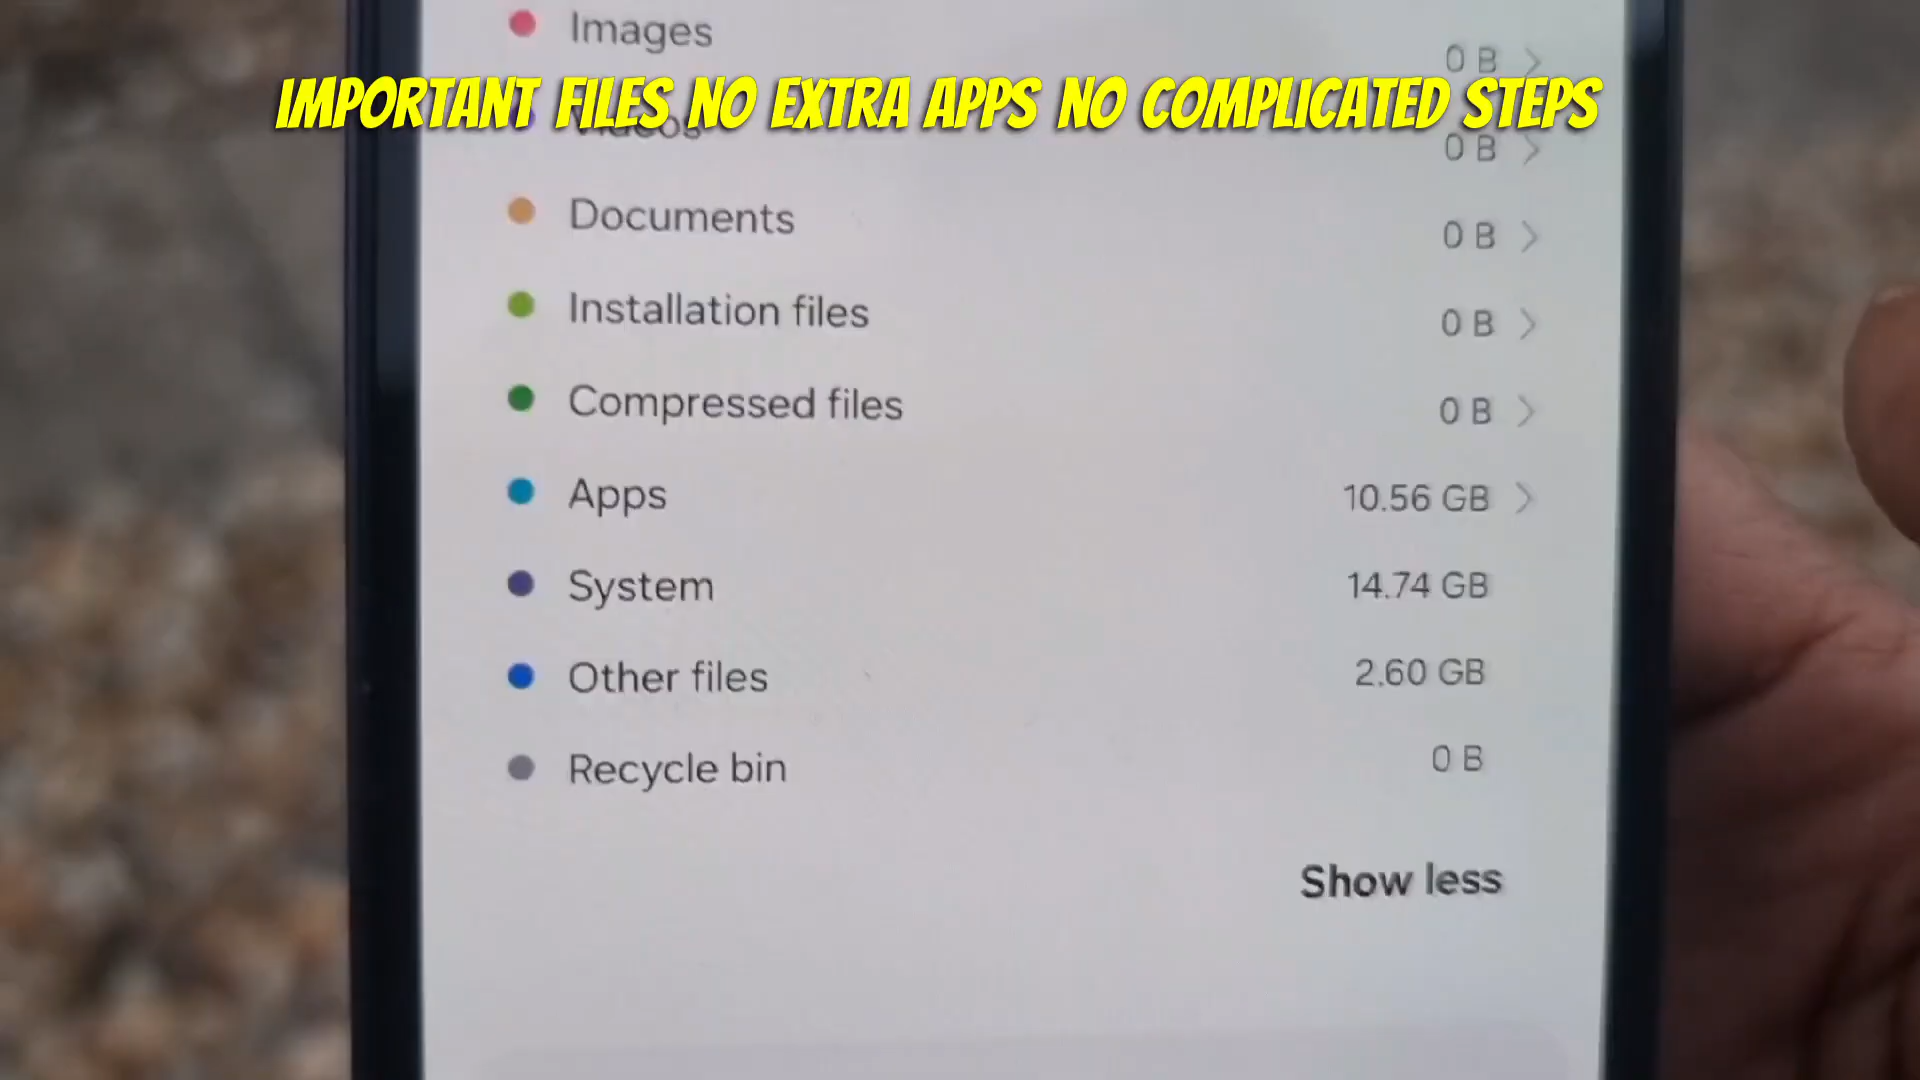 Images
0 B
IMPORTANT FILES NO EXTRA APPS NO COMPLICATED STEPS
Videos
0 B
Documents
0 B
Installation files
0 B
Compressed files
0 B
Apps
10.56 GB
System
14.74 GB
Other files
2.60 GB
Recycle bin
0 B
Show less